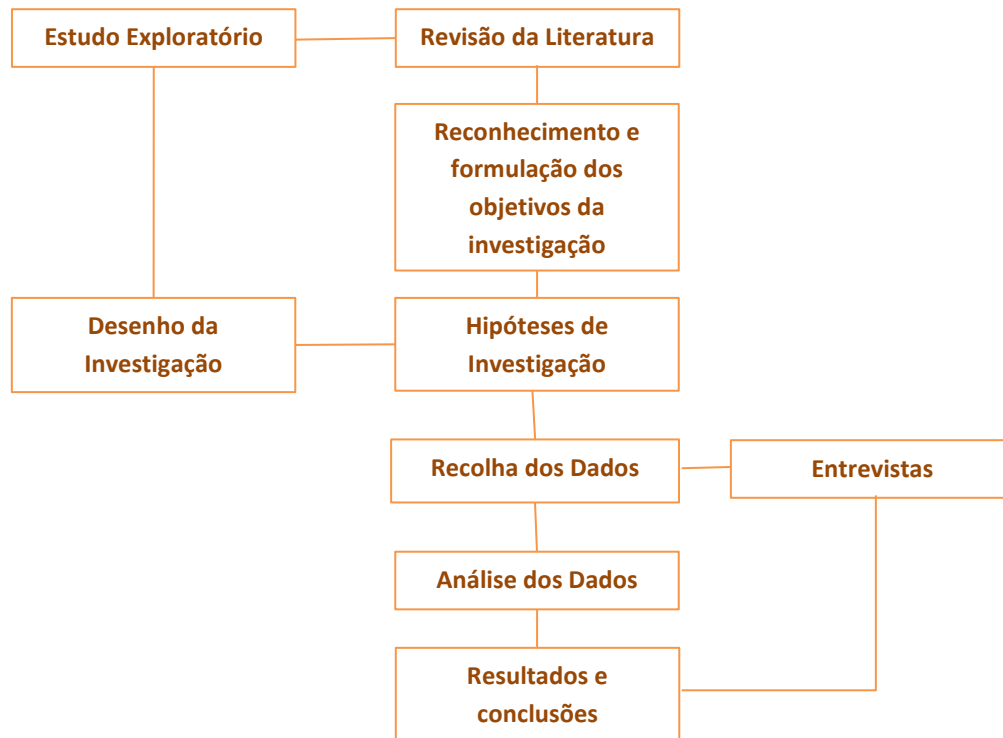 Estudo Exploratório
Revisão da Literatura
Reconhecimento e
formulação dos
objetivos da
investigação
Desenho da
Investigação
Hipóteses de
Investigação
Recolha dos Dados
Entrevistas
Análise dos Dados
Resultados e
conclusões